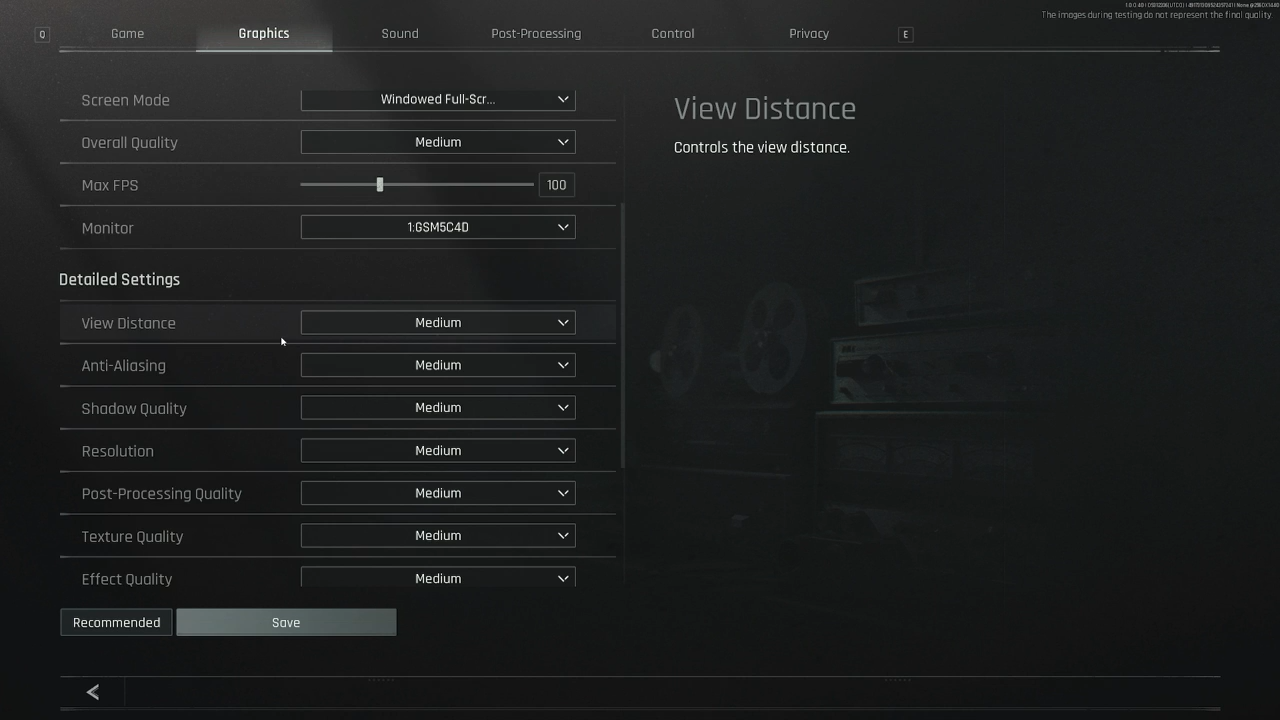 The images during testing do not represent the final quality
Q
Game
Graphics
Sound
Post-Processing
Control
Privacy
E
Screen Mode
Windowed Full-Scr...
Overall Quality
Medium
Max FPS
100
Monitor
1:GSM5C4D
Detailed Settings
View Distance
Medium
Anti-Aliasing
Medium
Shadow Quality
Medium
Resolution
Medium
Post-Processing Quality
Medium
Texture Quality
Medium
Effect Quality
Medium
Recommended
Save
View Distance
Controls the view distance.